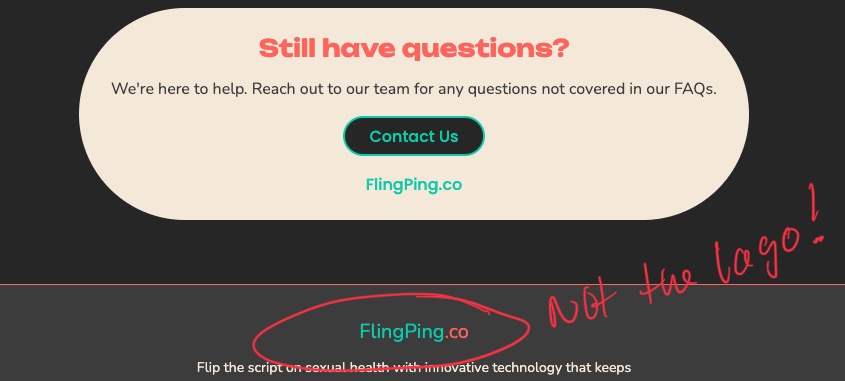 Still have questions?
We're here to help. Reach out to our team for any questions not covered in our FAQs.
Contact Us
FlingPing.co
Not the logo!
FlingPing.co
Flip the script on sexual health with innovative technology that keeps